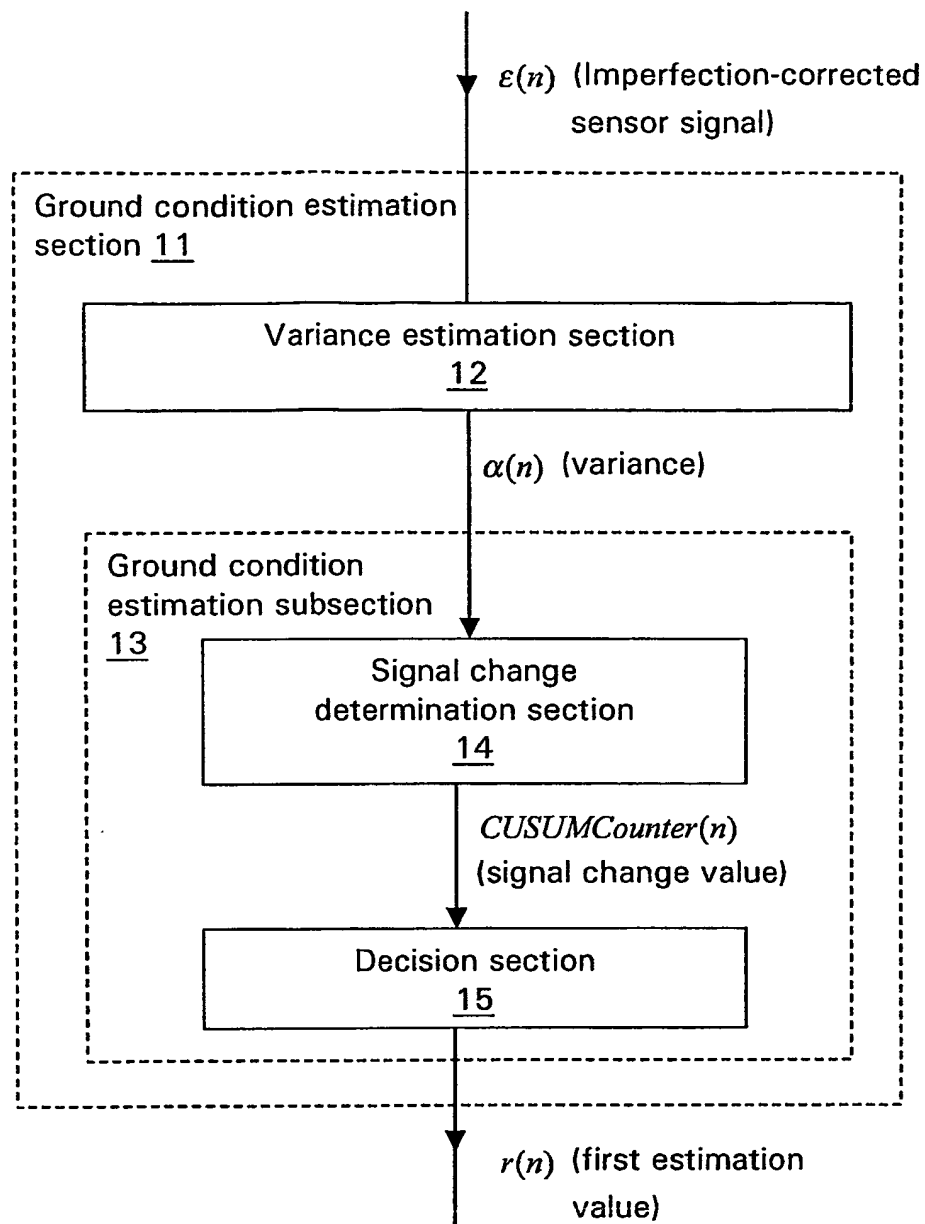 ε(n) (Imperfection-corrected
sensor signal)
Ground condition estimation
section 11
Variance estimation section
12
α(n) (variance)
Ground condition
estimation subsection
13
Signal change
determination section
14
CUSUMCounter(n)
(signal change value)
Decision section
15
r(n) (first estimation
value)